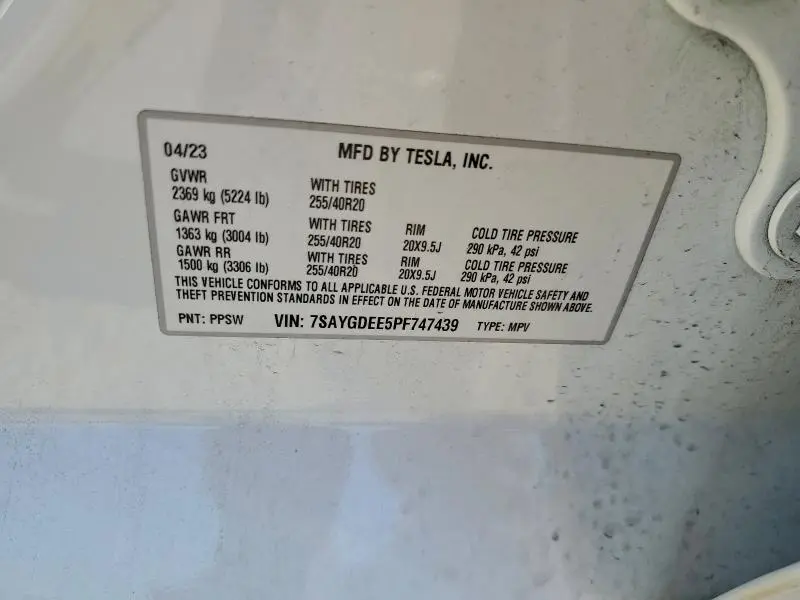 04/23 MFD BY TESLA, INC.
GVWR
2369 kg (5224 lb) WITH TIRES 255/40R20
GAWR FRT
1363 kg (3004 lb) WITH TIRES 255/40R20 RIM 20X9.5J COLD TIRE PRESSURE 290 kPa, 42 psi
GAWR RR
1500 kg (3306 lb) WITH TIRES 255/40R20 RIM 20X9.5J COLD TIRE PRESSURE 290 kPa, 42 psi
THIS VEHICLE CONFORMS TO ALL APPLICABLE U.S. FEDERAL MOTOR VEHICLE SAFETY AND
THEFT PREVENTION STANDARDS IN EFFECT ON THE DATE OF MANUFACTURE SHOWN ABOVE.
PNT: PPSW VIN: 7SAYGDEE5PF747439 TYPE: MPV